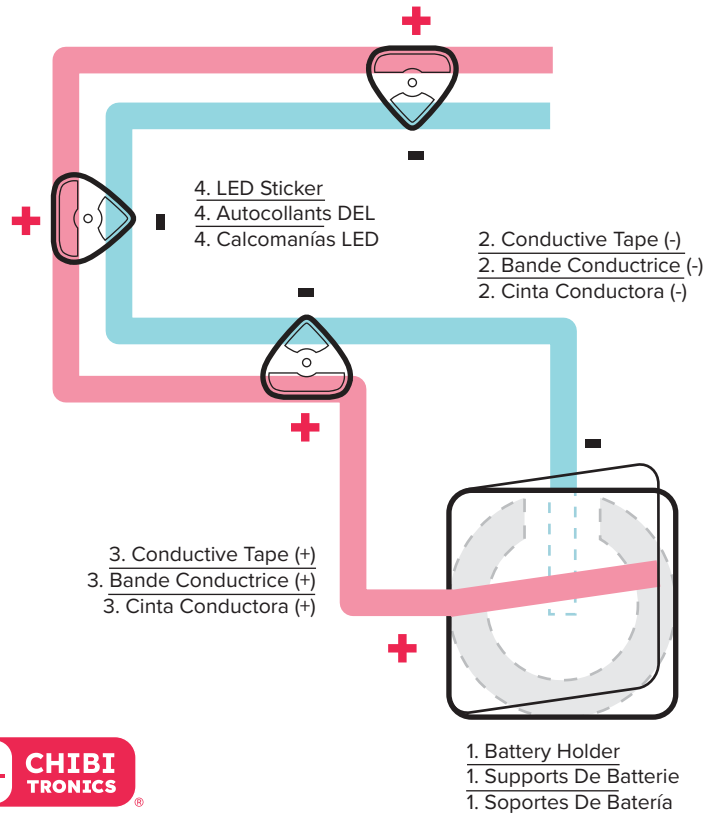 +
-
4. LED Sticker
4. Autocollants DEL
4. Calcomanías LED
+
-
2. Conductive Tape (-)
2. Bande Conductrice (-)
2. Cinta Conductora (-)
-
+
-
3. Conductive Tape (+)
3. Bande Conductrice (+)
3. Cinta Conductora (+)
+
1. Battery Holder
1. Supports De Batterie
1. Soportes De Batería
CHIBI
TRONICS ®